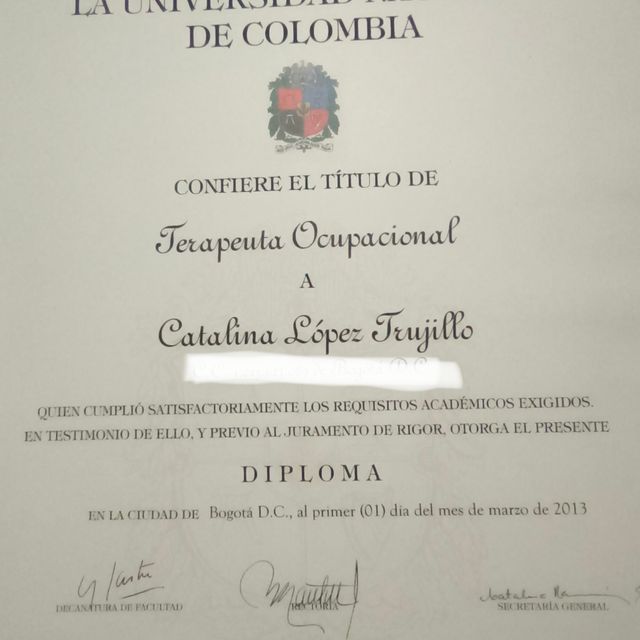 LA UNIVERSIDAD
DE COLOMBIA
CONFIERE EL TÍTULO DE
Terapeuta Ocupacional
A
Catalina López Trujillo
QUIEN CUMPLIÓ SATISFACTORIAMENTE LOS REQUISITOS ACADÉMICOS EXIGIDOS.
EN TESTIMONIO DE ELLO, Y PREVIO AL JURAMENTO DE RIGOR, OTORGA EL PRESENTE
DIPLOMA
EN LA CIUDAD DE Bogotá D.C., al primer (01) día del mes de marzo de 2013
DECANATURA DE FACULTAD
RECTORÍA
SECRETARÍA GENERAL